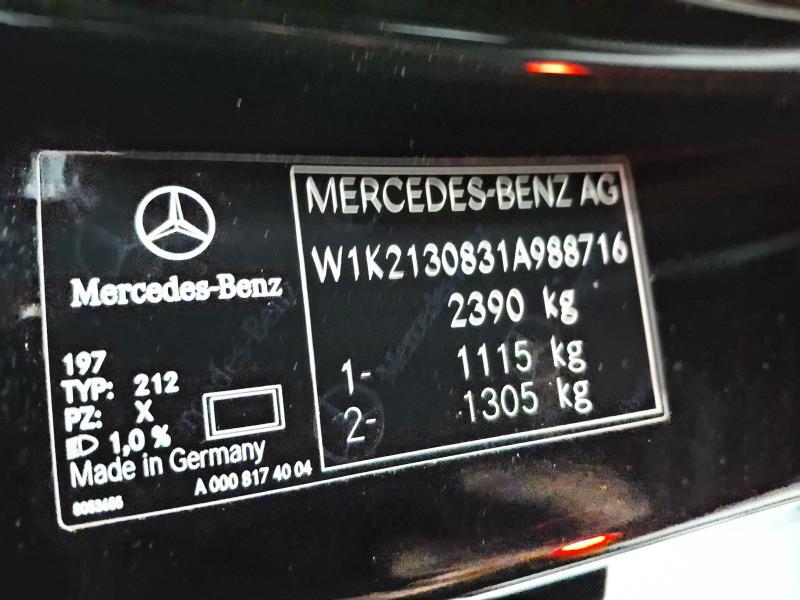 Mercedes-Benz
197
TYP: 212
PZ: X
1,0 %
Made in Germany
A 000 817 40 04
MERCEDES-BENZ AG
W1K2130831A988716
2390 kg
1- 1115 kg
2- 1305 kg